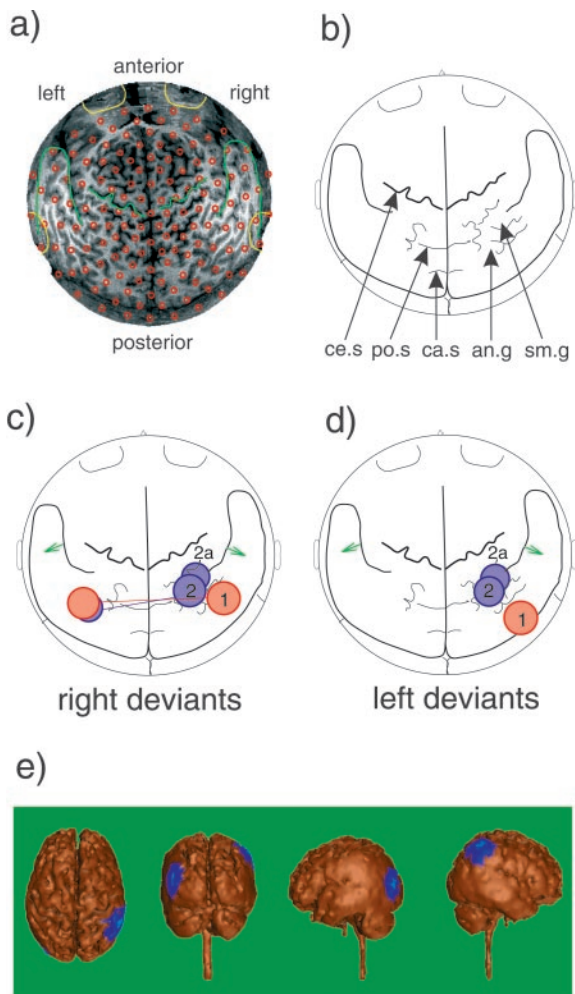 a)
anterior
left
right
posterior
b)
ce.s po.s ca.s an.g sm.g
c)
2a
2
1
right deviants
d)
2a
2
1
left deviants
e)